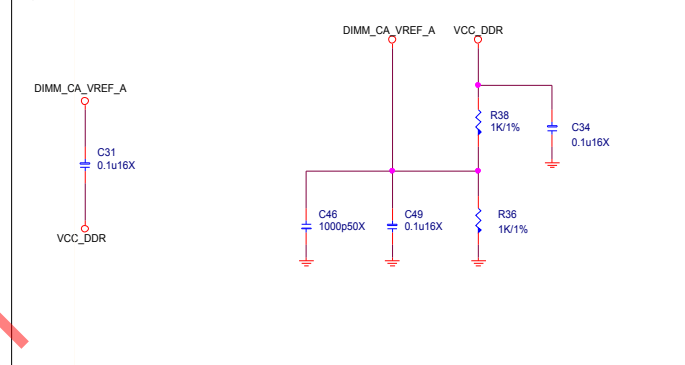 DIMM_CA_VREF_A
VCC_DDR
DIMM_CA_VREF_A
R38
1K/1%
C34
0.1u16X
C31
0.1u16X
C46
1000p50X
C49
0.1u16X
R36
1K/1%
VCC_DDR